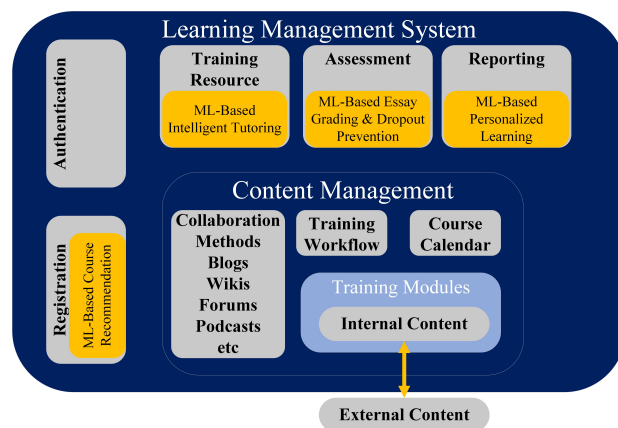 Learning Management System
Authentication
Training
Resource
ML-Based
Intelligent Tutoring
Assessment
ML-Based Essay
Grading & Dropout
Prevention
Reporting
ML-Based
Personalized
Learning
Registration
ML-Based Course
Recommendation
Content Management
Collaboration
Methods
Blogs
Wikis
Forums
Podcasts
etc
Training
Workflow
Course
Calendar
Training Modules
Internal Content
External Content